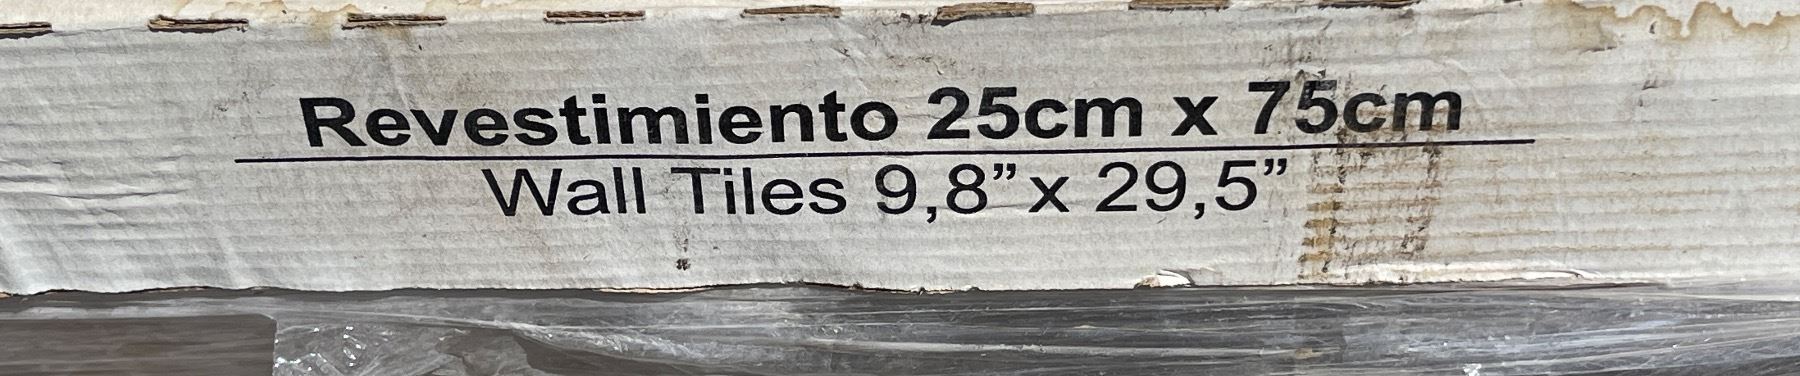 Revestimiento 25cm x 75cm
Wall Tiles 9,8” x 29,5”